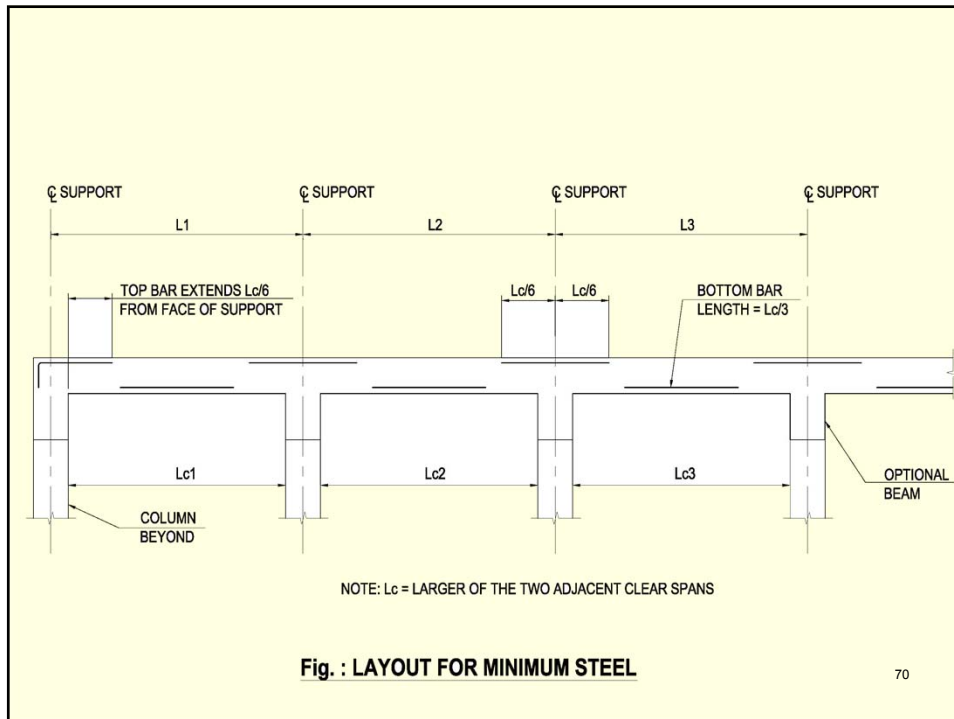 ℄ SUPPORT
℄ SUPPORT
℄ SUPPORT
℄ SUPPORT
L1
L2
L3
TOP BAR EXTENDS Lc/6
FROM FACE OF SUPPORT
Lc/6
Lc/6
BOTTOM BAR
LENGTH = Lc/3
Lc1
Lc2
Lc3
COLUMN
BEYOND
OPTIONAL
BEAM
NOTE: Lc = LARGER OF THE TWO ADJACENT CLEAR SPANS
Fig. : LAYOUT FOR MINIMUM STEEL
70